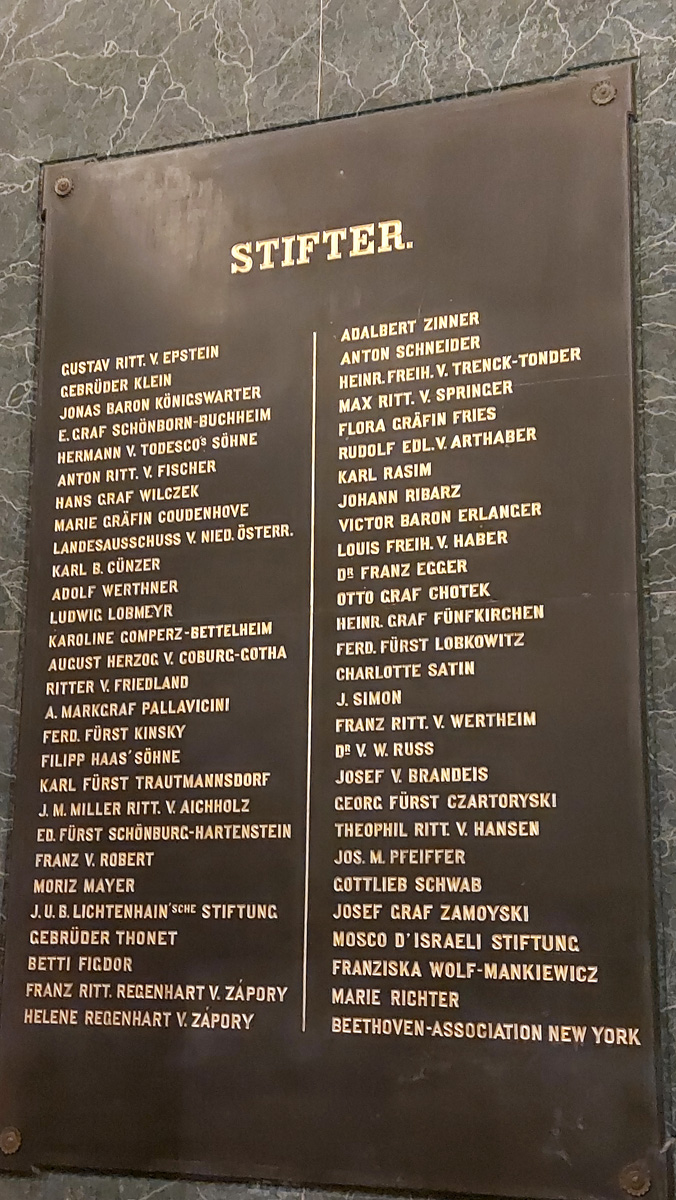 STIFTER.
GUSTAV RITT. V. EPSTEIN
GEBRÜDER KLEIN
JONAS BARON KÖNIGSWARTER
E. GRAF SCHÖNBORN-BUCHHEIM
HERMANN V. TODESCO'S SÖHNE
ANTON RITT. V. FISCHER
HANS GRAF WILCZEK
MARIE GRÄFIN COUDENHOVE
LANDESAUSSCHUSS V. NIED. ÖSTERR.
KARL B. GÜNZER
ADOLF WERTHNER
LUDWIG LOBMEYR
KAROLINE GOMPERZ-BETTELHEIM
AUGUST HERZOG V. COBURG-GOTHA
RITTER V. FRIEDLAND
A. MARKGRAF PALLAVICINI
FERD. FÜRST KINSKY
FILIPP HAAS' SÖHNE
KARL FÜRST TRAUTMANNSDORF
J. M. MILLER RITT. V. AICHHOLZ
ED. FÜRST SCHÖNBURG-HARTENSTEIN
FRANZ V. ROBERT
MORIZ MAYER
J. U. B. LICHTENHAIN'SCHE STIFTUNG
GEBRÜDER THONET
BETTI FIGDOR
FRANZ RITT. REGENHART V. ZÁPORY
HELENE REGENHART V. ZÁPORY
ADALBERT ZINNER
ANTON SCHNEIDER
HEINR. FREIH. V. TRENCK-TONDER
MAX RITT. V. SPRINGER
FLORA GRÄFIN FRIES
RUDOLF EDL. V. ARTHABER
KARL RASIM
JOHANN RIBARZ
VICTOR BARON ERLANGER
LOUIS FREIH. V. HABER
DR FRANZ EGGER
OTTO GRAF CHOTEK
HEINR. GRAF FÜNFKIRCHEN
FERD. FÜRST LOBKOWITZ
CHARLOTTE SATIN
J. SIMON
FRANZ RITT. V. WERTHEIM
DR V. W. RUSS
JOSEF V. BRANDEIS
GEORG FÜRST CZARTORYSKI
THEOPHIL RITT. V. HANSEN
JOS. M. PFEIFFER
GOTTLIEB SCHWAB
JOSEF GRAF ZAMOYSKI
MOSCO D'ISRAELI STIFTUNG
FRANZISKA WOLF-MANKIEWICZ
MARIE RICHTER
BEETHOVEN-ASSOCIATION NEW YORK